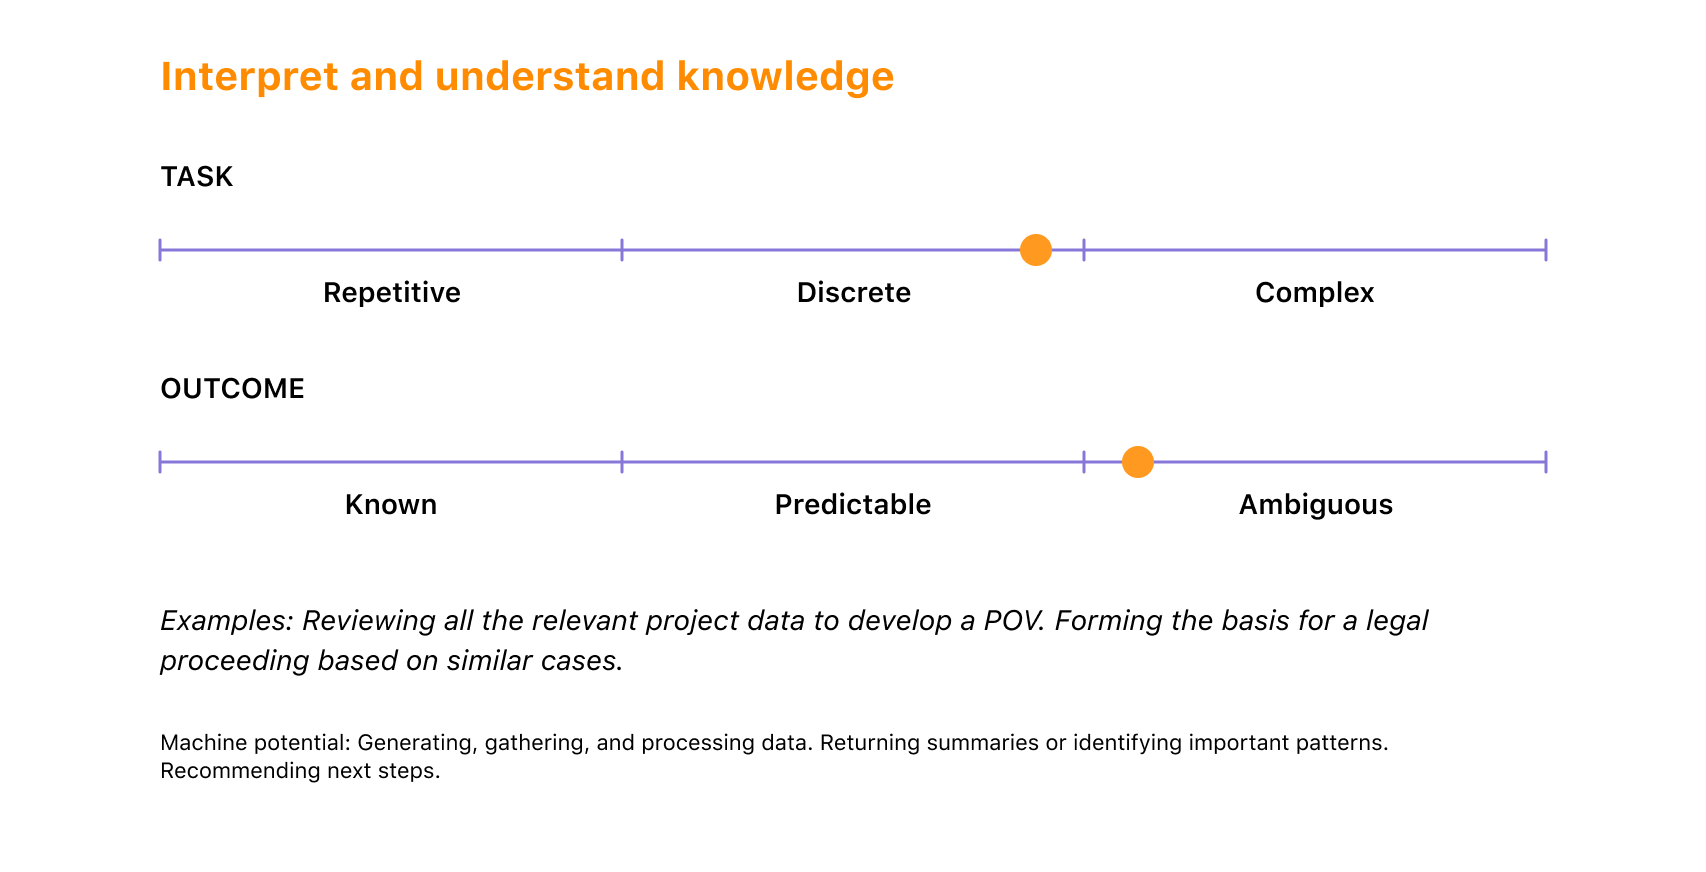 Interpret and understand knowledge
TASK
Repetitive
Discrete
Complex
OUTCOME
Known
Predictable
Ambiguous
Examples: Reviewing all the relevant project data to develop a POV. Forming the basis for a legal
proceeding based on similar cases.
Machine potential: Generating, gathering, and processing data. Returning summaries or identifying important patterns.
Recommending next steps.